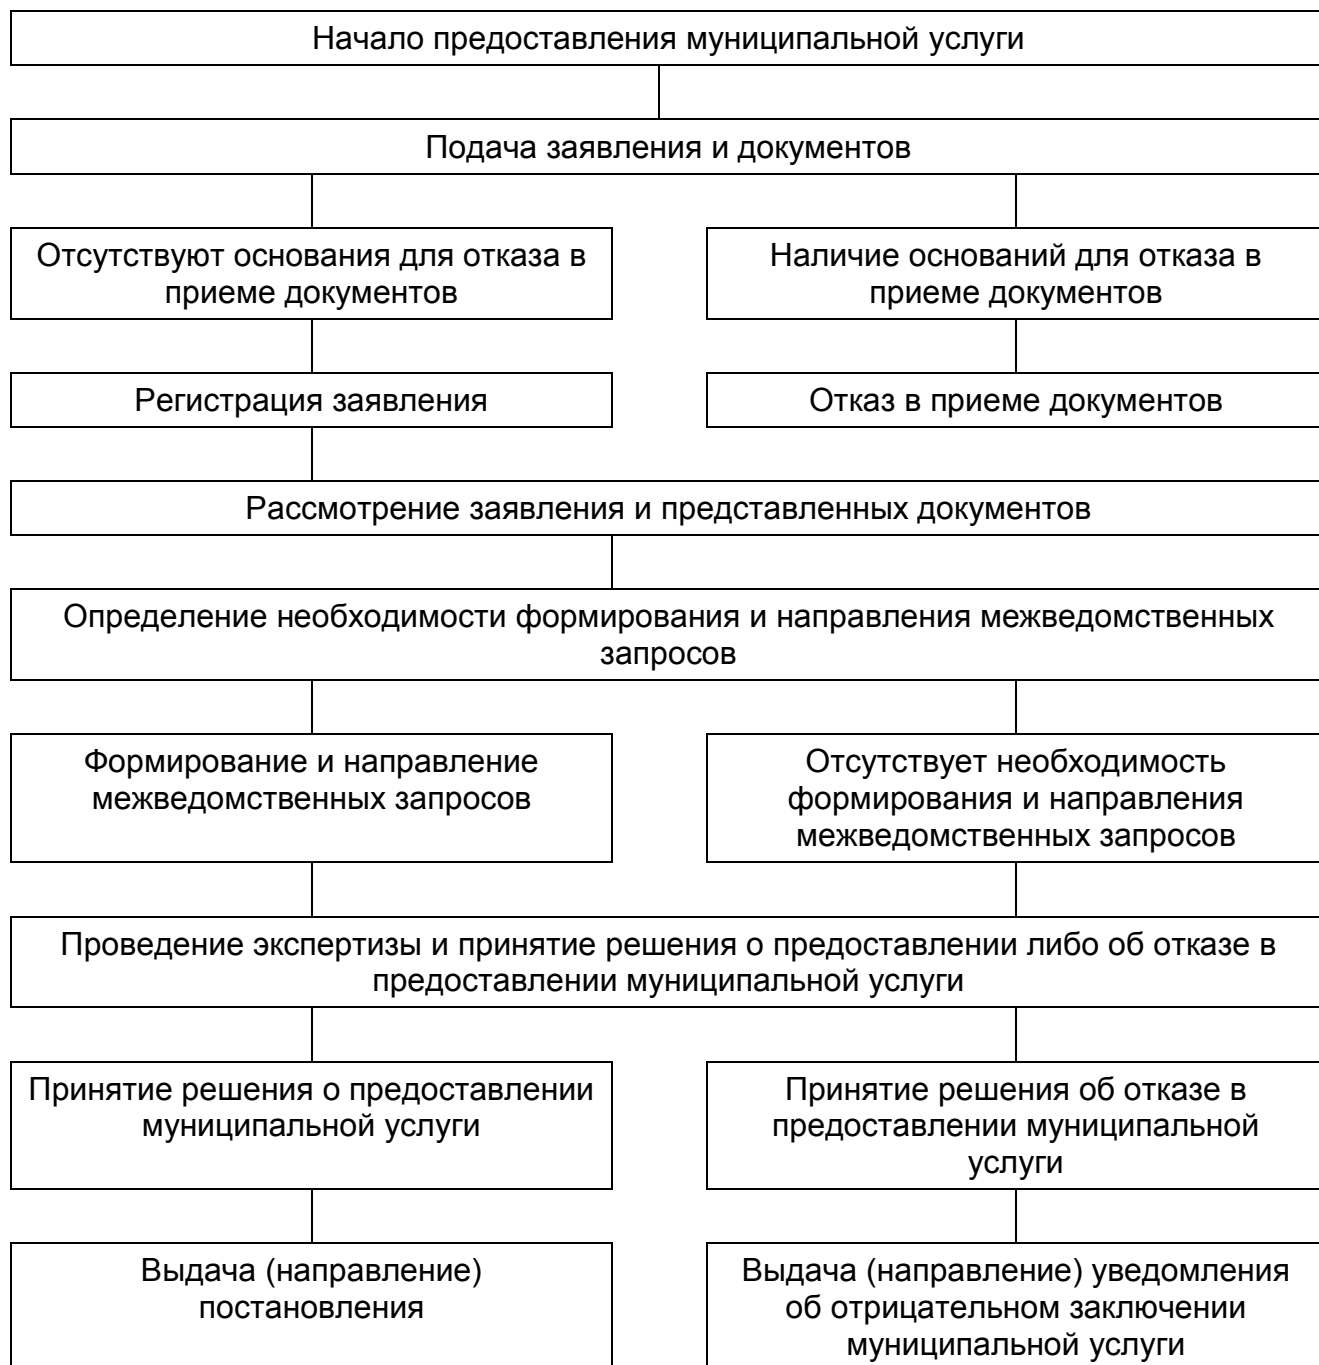 Начало предоставления муниципальной услуги
Подача заявления и документов
Отсутствуют основания для отказа в
приеме документов
Наличие оснований для отказа в
приеме документов
Регистрация заявления
Отказ в приеме документов
Рассмотрение заявления и представленных документов
Определение необходимости формирования и направления межведомственных
запросов
Формирование и направление
межведомственных запросов
Отсутствует необходимость
формирования и направления
межведомственных запросов
Проведение экспертизы и принятие решения о предоставлении либо об отказе в
предоставлении муниципальной услуги
Принятие решения о предоставлении
муниципальной услуги
Принятие решения об отказе в
предоставлении муниципальной
услуги
Выдача (направление)
постановления
Выдача (направление) уведомления
об отрицательном заключении
муниципальной услуги